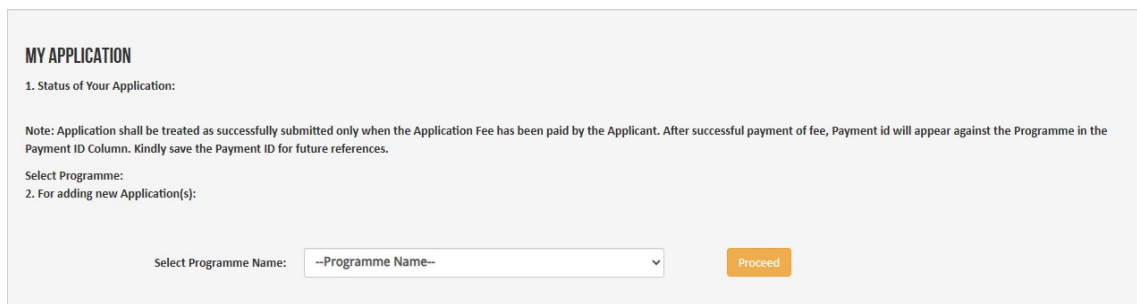 MY APPLICATION
1. Status of Your Application:
Note: Application shall be treated as successfully submitted only when the Application Fee has been paid by the Applicant. After successful payment of fee, Payment id will appear against the Programme in the
Payment ID Column. Kindly save the Payment ID for future references.
Select Programme:
2. For adding new Application(s):
Select Programme Name: --Programme Name-- Proceed